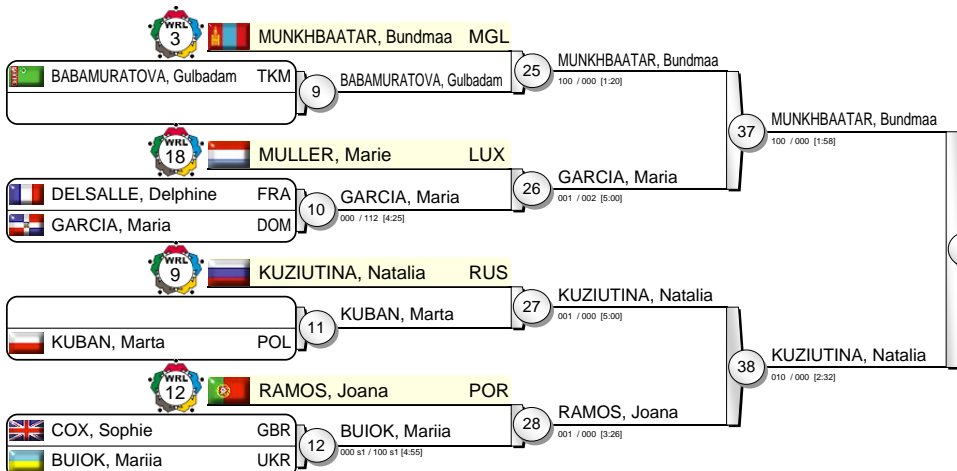 WRL 3 MUNKHBAATAR, Bundmaa MGL
BABAMURATOVA, Gulbadam TKM
9 BABAMURATOVA, Gulbadam
25 MUNKHBAATAR, Bundmaa
100 / 000 [1:20]
WRL 18 MULLER, Marie LUX
DELSALLE, Delphine FRA
GARCIA, Maria DOM
10 GARCIA, Maria
000 / 112 [4:25]
26 GARCIA, Maria
001 / 002 [5:00]
37 MUNKHBAATAR, Bundmaa
100 / 000 [1:58]
WRL 9 KUZIUTINA, Natalia RUS
KUBAN, Marta POL
11 KUBAN, Marta
27 KUZIUTINA, Natalia
001 / 000 [5:00]
WRL 12 RAMOS, Joana POR
COX, Sophie GBR
BUIOK, Mariia UKR
12 BUIOK, Mariia
000 s1 / 100 s1 [4:55]
28 RAMOS, Joana
001 / 000 [3:26]
38 KUZIUTINA, Natalia
010 / 000 [2:32]